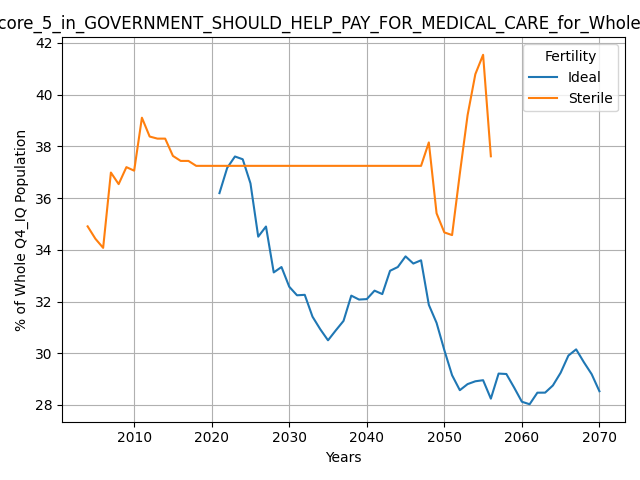 core_5_in_GOVERNMENT_SHOULD_HELP_PAY_FOR_MEDICAL_CARE_for_Whole
42
40
38
36
34
32
30
28
% of Whole Q4_IQ Population
Fertility
Ideal
Sterile
2010 2020 2030 2040 2050 2060 2070
Years